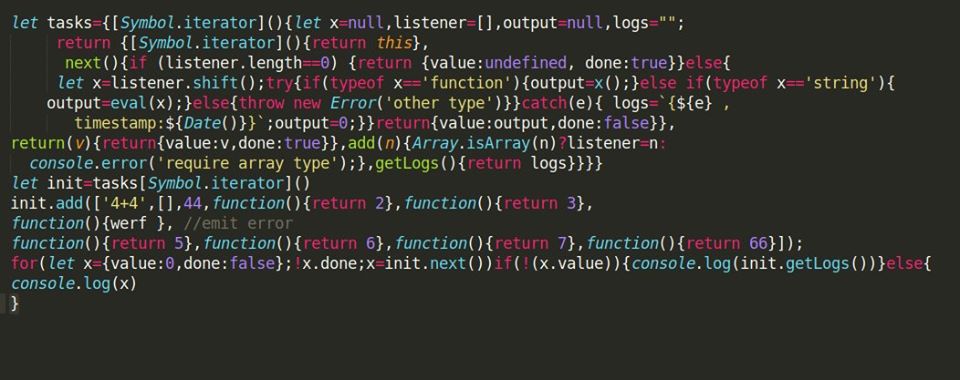 let tasks={[Symbol.iterator](){let x=null,listener=[],output=null,logs="";
return {[Symbol.iterator](){return this},
next(){if (listener.length==0) {return {value:undefined, done:true}}else{
let x=listener.shift();try{if(typeof x=='function'){output=x();}else if(typeof x=='string'){
output=eval(x);}else{throw new Error('other type')}}catch(e){ logs=`{${e} ,
timestamp:${Date()}}`;output=0;}}return{value:output,done:false}},
return(v){return{value:v,done:true}},add(n){Array.isArray(n)?listener=n:
console.error('require array type');},getLogs(){return logs}}}}
let init=tasks[Symbol.iterator]()
init.add(['4+4',[],44,function(){return 2},function(){return 3},
function(){werf }, //emit error
function(){return 5},function(){return 6},function(){return 7},function(){return 66}]);
for(let x={value:0,done:false};!x.done;x=init.next())if(!(x.value)){console.log(init.getLogs())}else{
console.log(x)
}